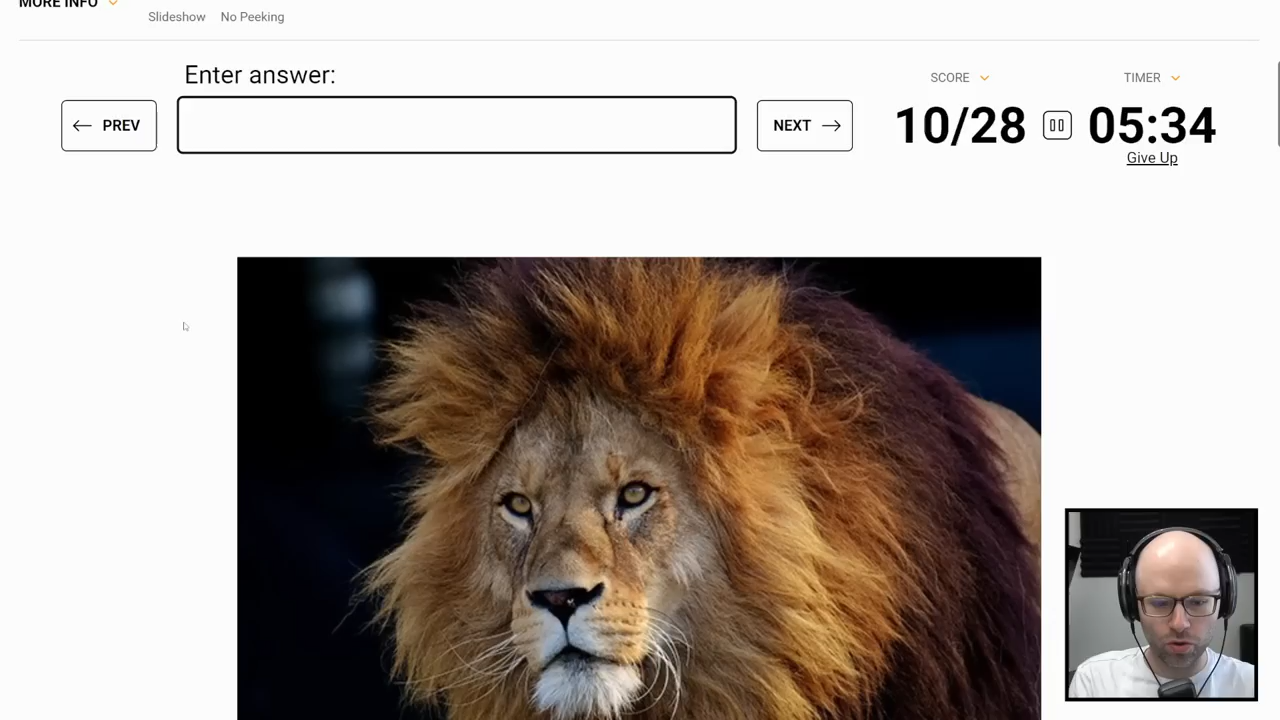 MORE INFO
Slideshow No Peeking
Enter answer:
PREV
NEXT
SCORE
10/28
TIMER
05:34
Give Up